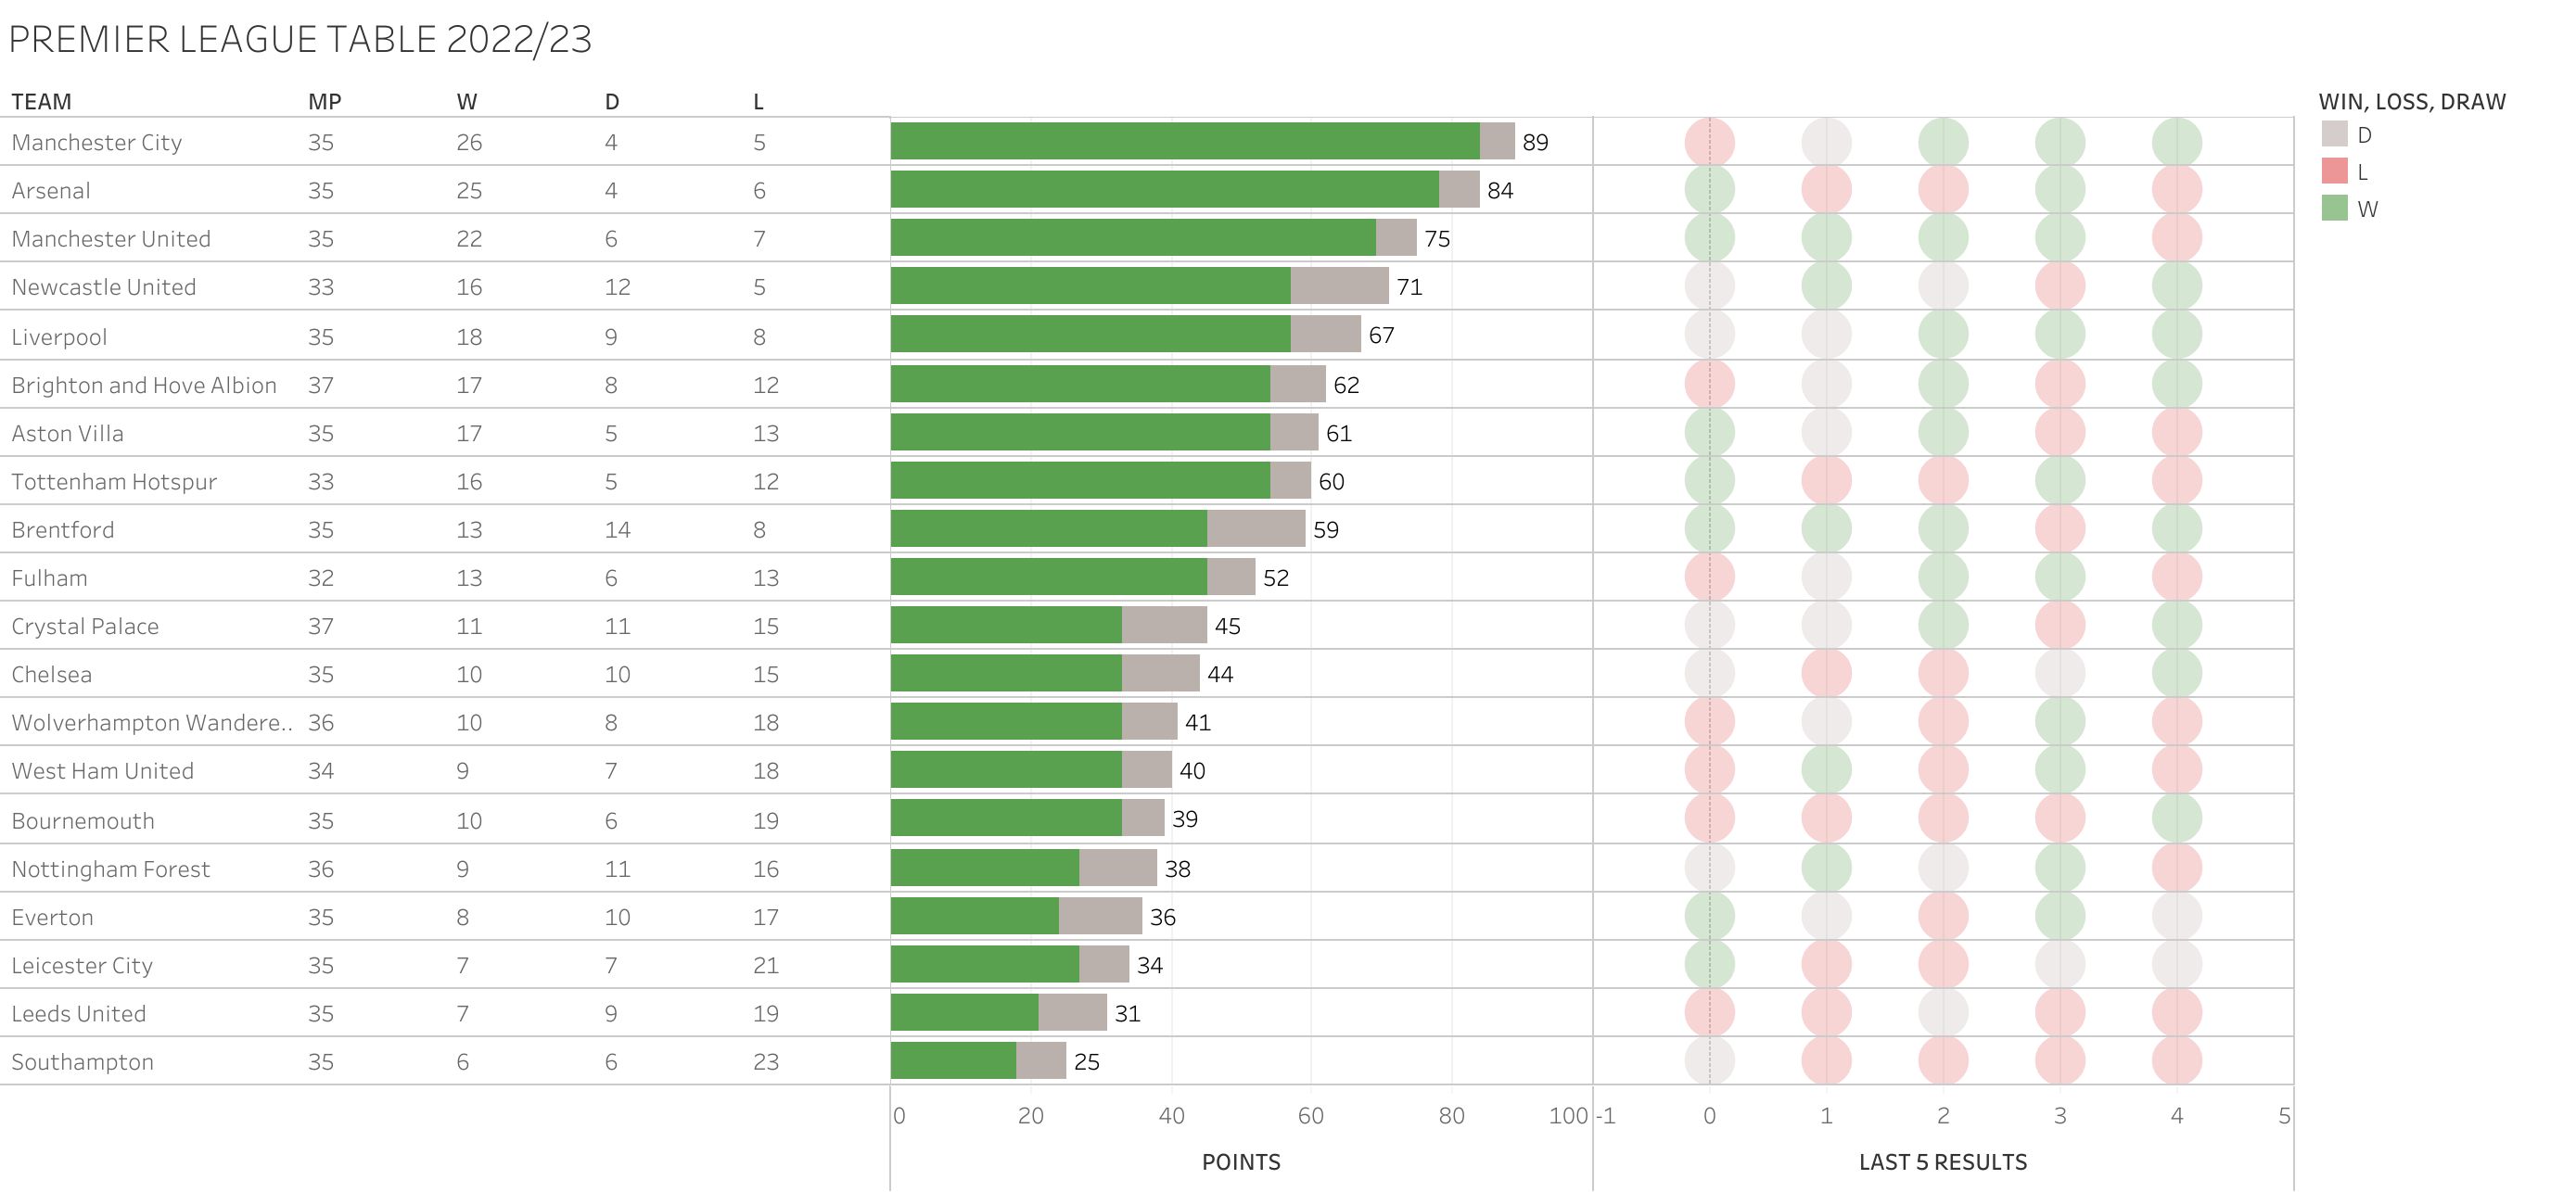 PREMIER LEAGUE TABLE 2022/23
TEAM MP W D L WIN, LOSS, DRAW
Manchester City 35 26 4 5 89
D
Arsenal 35 25 4 6 84
L
W
Manchester United 35 22 6 7 75
Newcastle United 33 16 12 5 71
Liverpool 35 18 9 8 67
Brighton and Hove Albion 37 17 8 12 62
Aston Villa 35 17 5 13 61
Tottenham Hotspur 33 16 5 12 60
Brentford 35 13 14 8 59
Fulham 32 13 6 13 52
Crystal Palace 37 11 11 15 45
Chelsea 35 10 10 15 44
Wolverhampton Wandere.. 36 10 8 18 41
West Ham United 34 9 7 18 40
Bournemouth 35 10 6 19 39
Nottingham Forest 36 9 11 16 38
Everton 35 8 10 17 36
Leicester City 35 7 7 21 34
Leeds United 35 7 9 19 31
Southampton 35 6 6 23 25
0 20 40 60 80 100 -1 0 1 2 3 4 5
POINTS LAST 5 RESULTS